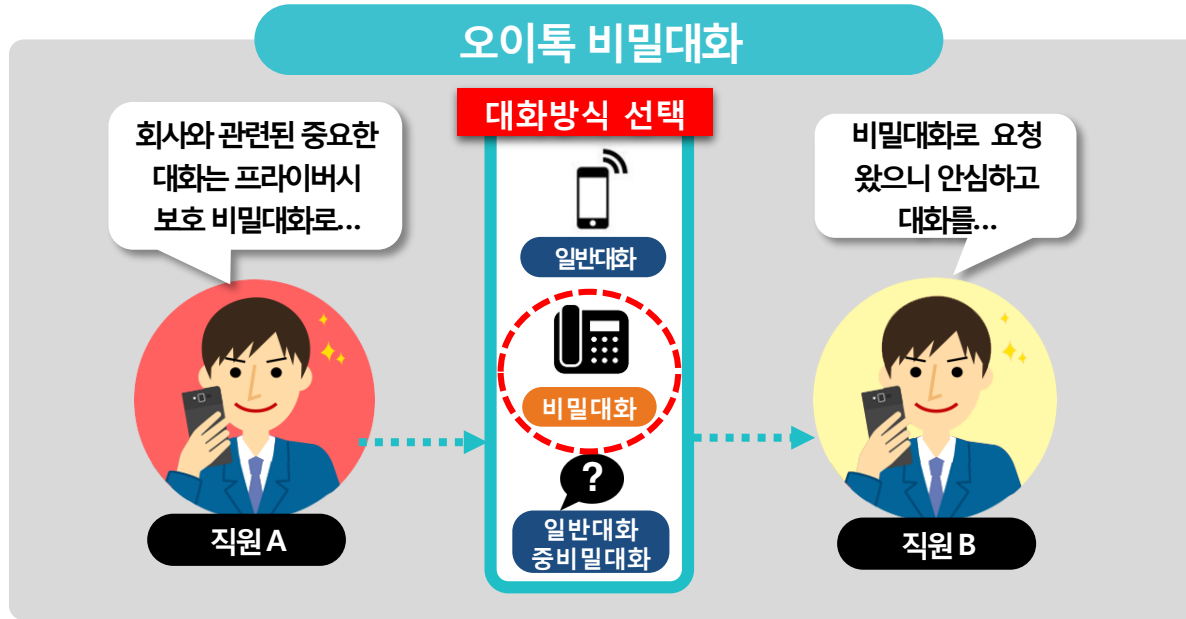 오이톡 비밀대화
대화방식 선택
회사와 관련된 중요한
대화는 프라이버시
보호 비밀대화로...
비밀대화로 요청
왔으니 안심하고
대화를...
일반대화
비밀대화
?
일반대화
중비밀대화
직원 A
직원 B